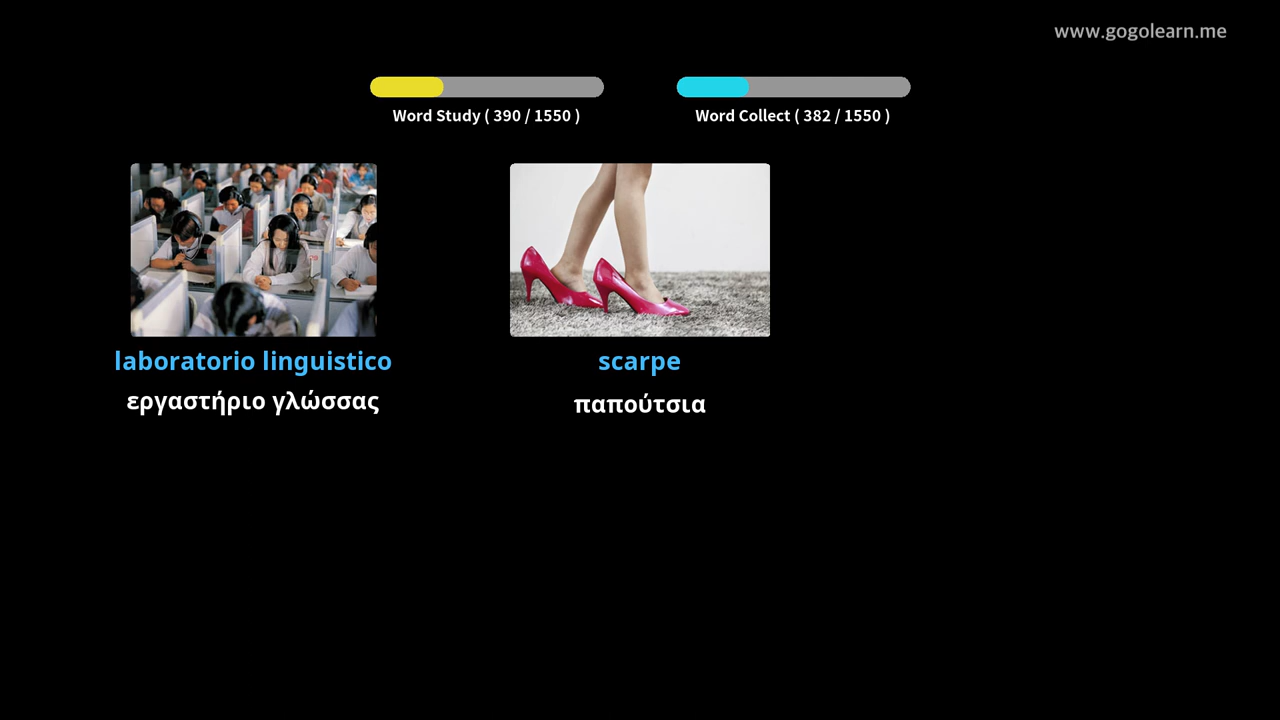 www.gogolearn.me
Word Study ( 390 / 1550 )
Word Collect ( 382 / 1550 )
laboratorio linguistico
εργαστήριο γλώσσας
scarpe
παπούτσια